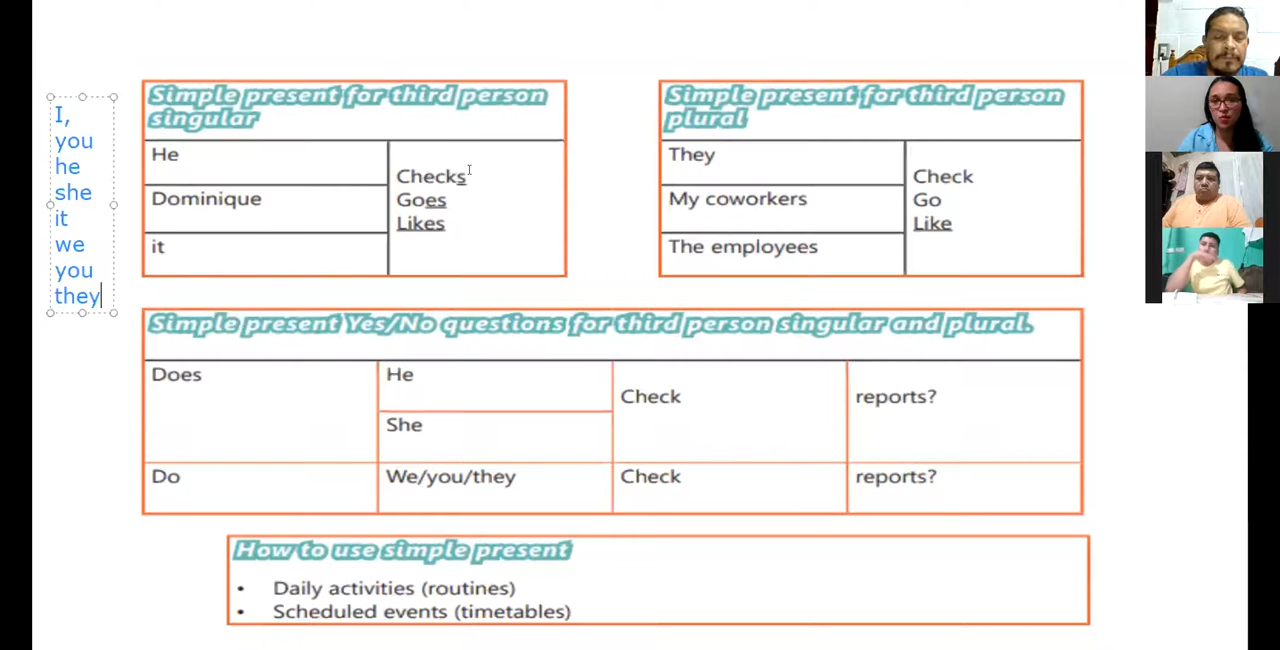 I,
you
he
she
it
we
you
they
Simple present for third person
singular
He
Dominique
it
Checks
Goes
Likes
Simple present for third person
plural
They
My coworkers
The employees
Check
Go
Like
Simple present Yes/No questions for third person singular and plural.
Does
He
She
Check
reports?
Do
We/you/they
Check
reports?
How to use simple present
• Daily activities (routines)
• Scheduled events (timetables)